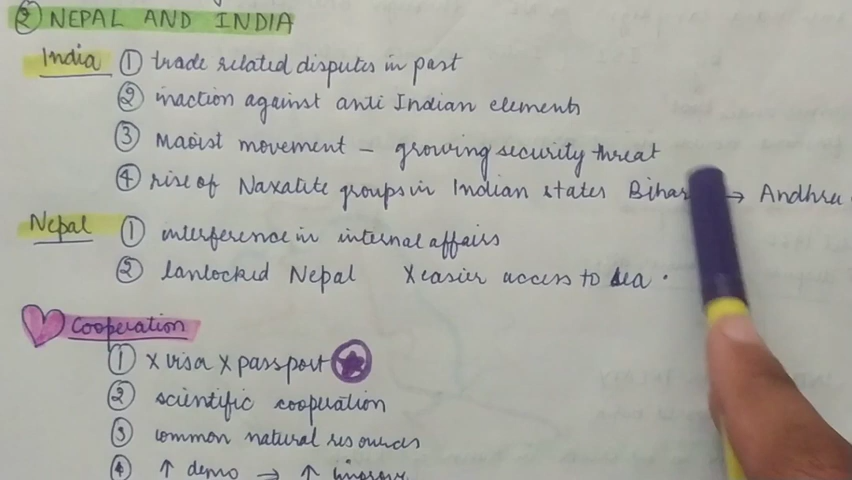 ② NEPAL AND INDIA
India ① trade related disputes in past
② inaction against anti Indian elements
③ Maoist movement – growing security threat
④ rise of Naxalite groups in Indian states Bihar → Andhra
Nepal ① interference in internal affairs
② lanlocked Nepal X easier access to sea.
Cooperation
① X visa X passport
② scientific cooperation
③ common natural resources
④ ↑ demo → ↑ improve